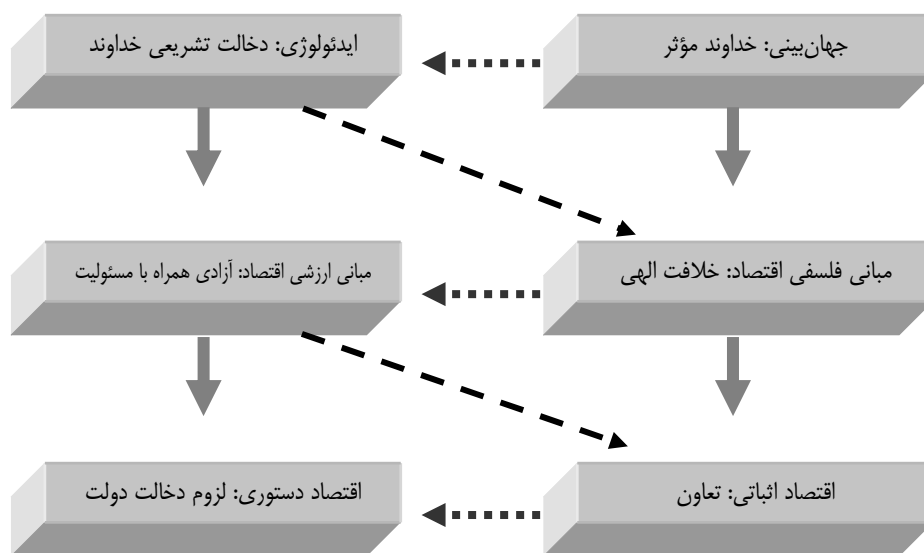 جهان‌بینی: خداوند مؤثر
ایدئولوژی: دخالت تشریعی خداوند
مبانی فلسفی اقتصاد: خلافت الهی
مبانی ارزشی اقتصاد: آزادی همراه با مسئولیت
اقتصاد اثباتی: تعاون
اقتصاد دستوری: لزوم دخالت دولت